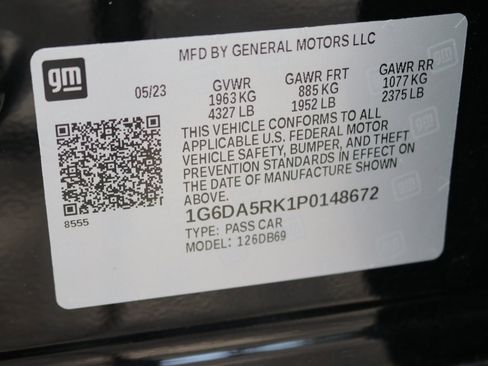 gm
MFD BY GENERAL MOTORS LLC
05/23 GVWR GAWR FRT GAWR RR
1963 KG 885 KG 1077 KG
4327 LB 1952 LB 2375 LB
THIS VEHICLE CONFORMS TO ALL
APPLICABLE U.S. FEDERAL MOTOR
VEHICLE SAFETY, BUMPER, AND THEFT
PREVENTION STANDARDS IN EFFECT ON
THE DATE OF MANUFACTURE SHOWN
ABOVE.
8555
1G6DA5RK1P0148672
TYPE: PASS CAR
MODEL: 126DB69